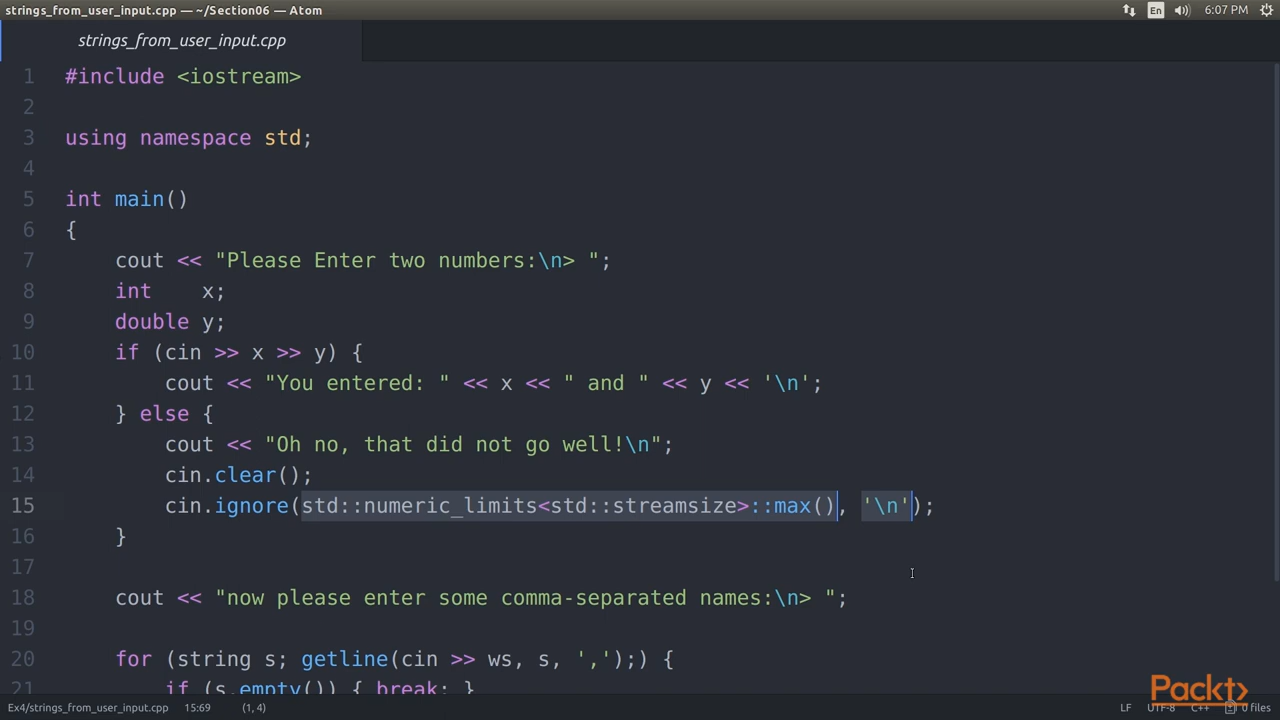 strings_from_user_input.cpp — ~/Section06 — Atom
En
6:07 PM
strings_from_user_input.cpp
1 #include <iostream>
2
3 using namespace std;
4
5 int main()
6 {
7 cout << "Please Enter two numbers:\n> ";
8 int x;
9 double y;
10 if (cin >> x >> y) {
11 cout << "You entered: " << x << " and " << y << '\n';
12 } else {
13 cout << "Oh no, that did not go well!\n";
14 cin.clear();
15 cin.ignore(std::numeric_limits<std::streamsize>::max(), '\n');
16 }
17
18 cout << "now please enter some comma-separated names:\n> ";
19
20 for (string s; getline(cin >> ws, s, ',');) {
21 if (s.empty()) { break; }
Packt>
Ex4/strings_from_user_input.cpp 15:69 (1, 4) LF UTF-8 C++ 0 files